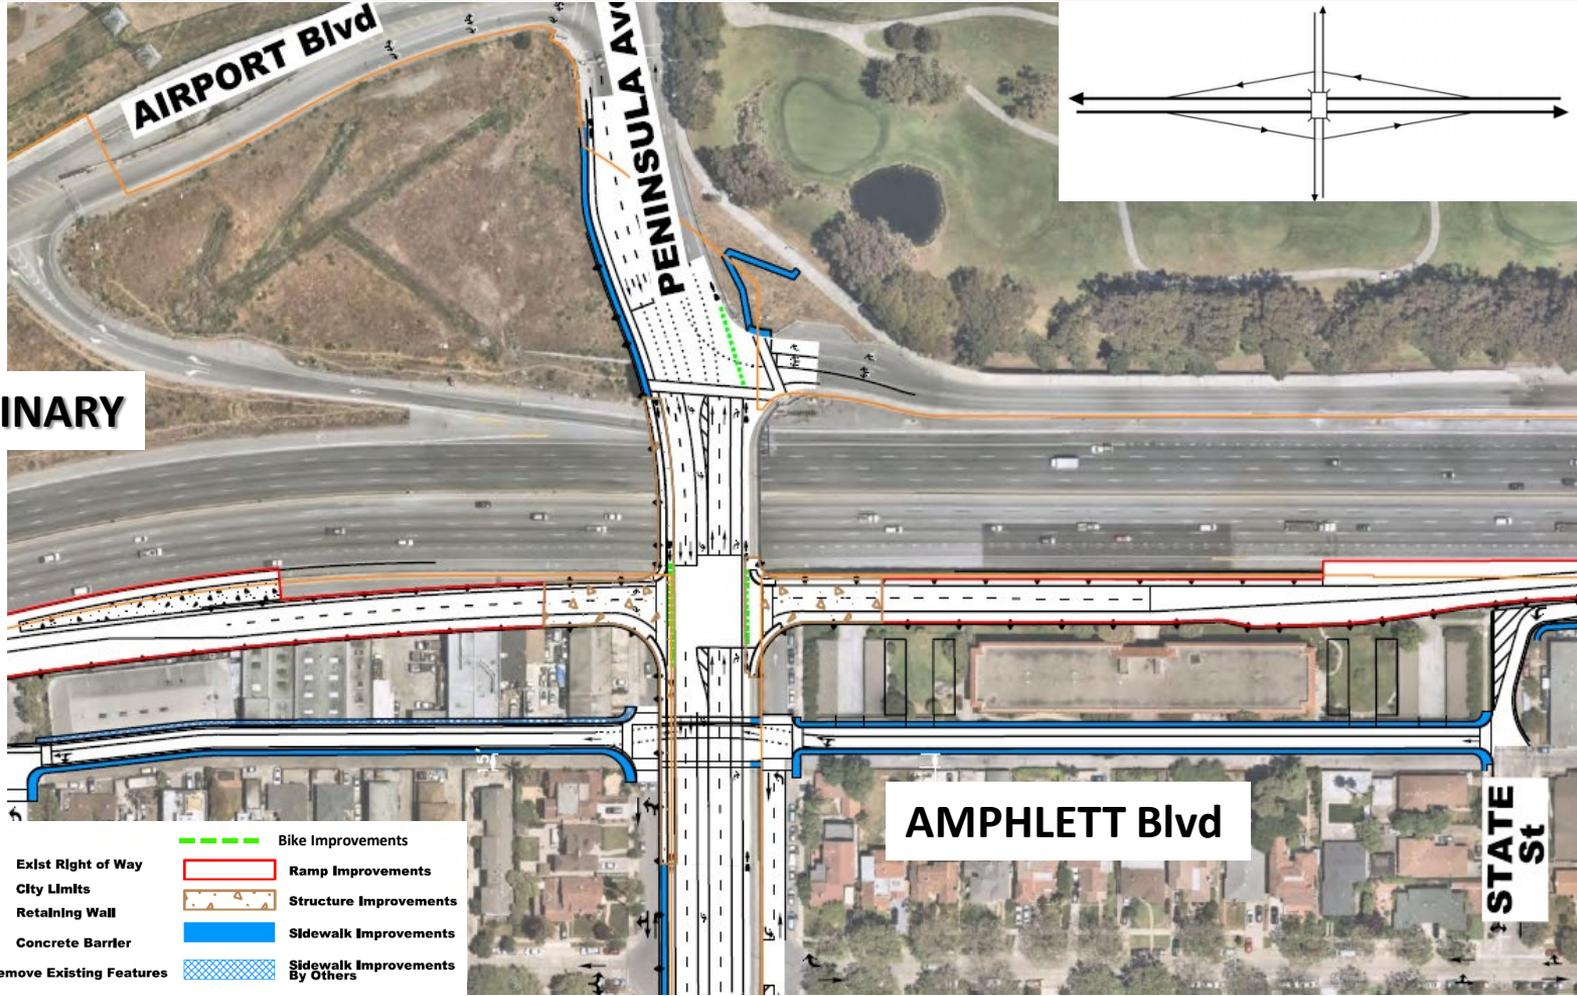 AIRPORT Blvd
PENINSULA AV
INARY
AMPHLETT Blvd
STATE
St
Bike Improvements
Exist Right of Way
Ramp Improvements
City Limits
Structure Improvements
Retaining Wall
Sidewalk Improvements
Concrete Barrier
Sidewalk Improvements
By Others
emove Existing Features